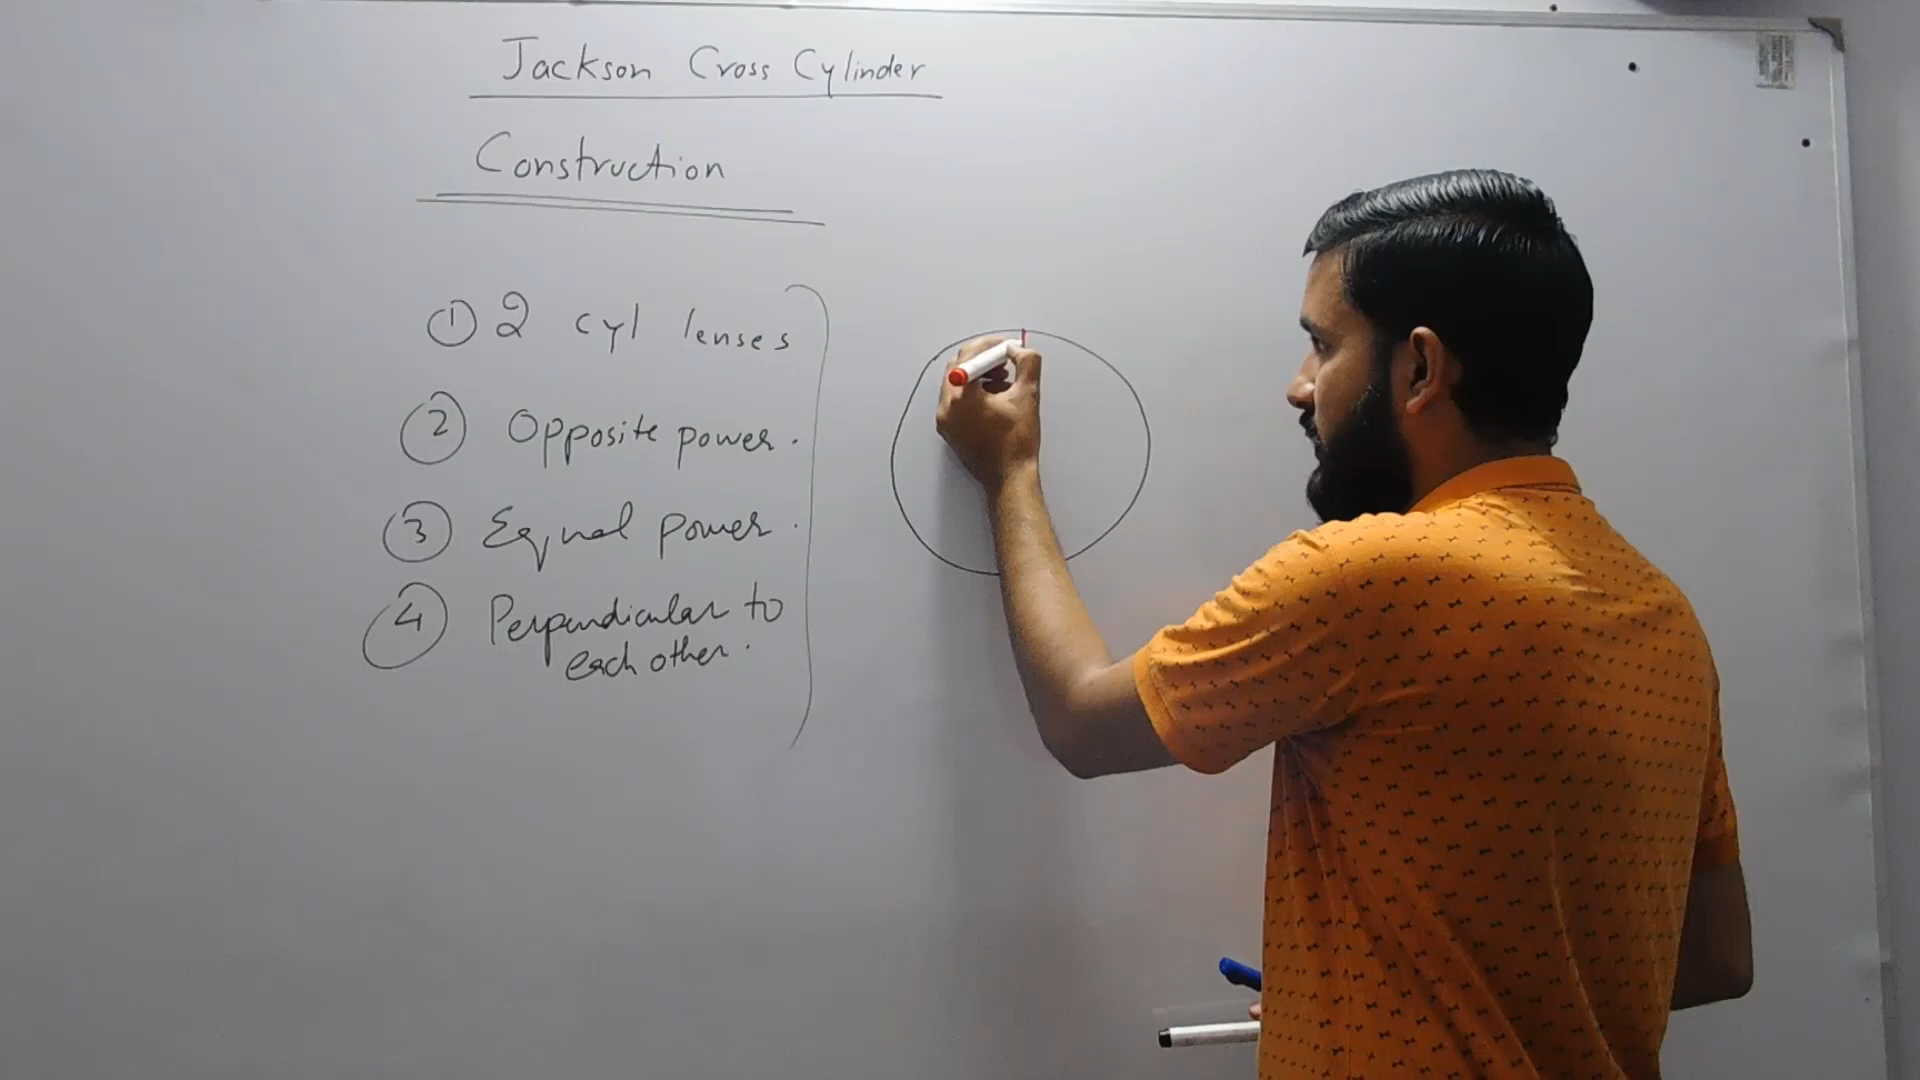 Jackson Cross Cylinder
Construction
① 2 cyl lenses
② Opposite power.
③ Equal power.
④ Perpendicular to
each other.